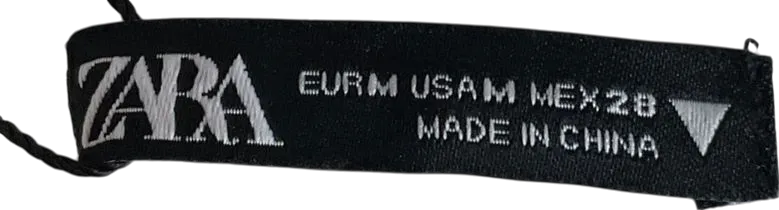 ZARA
EUR M USA M MEX 28
MADE IN CHINA